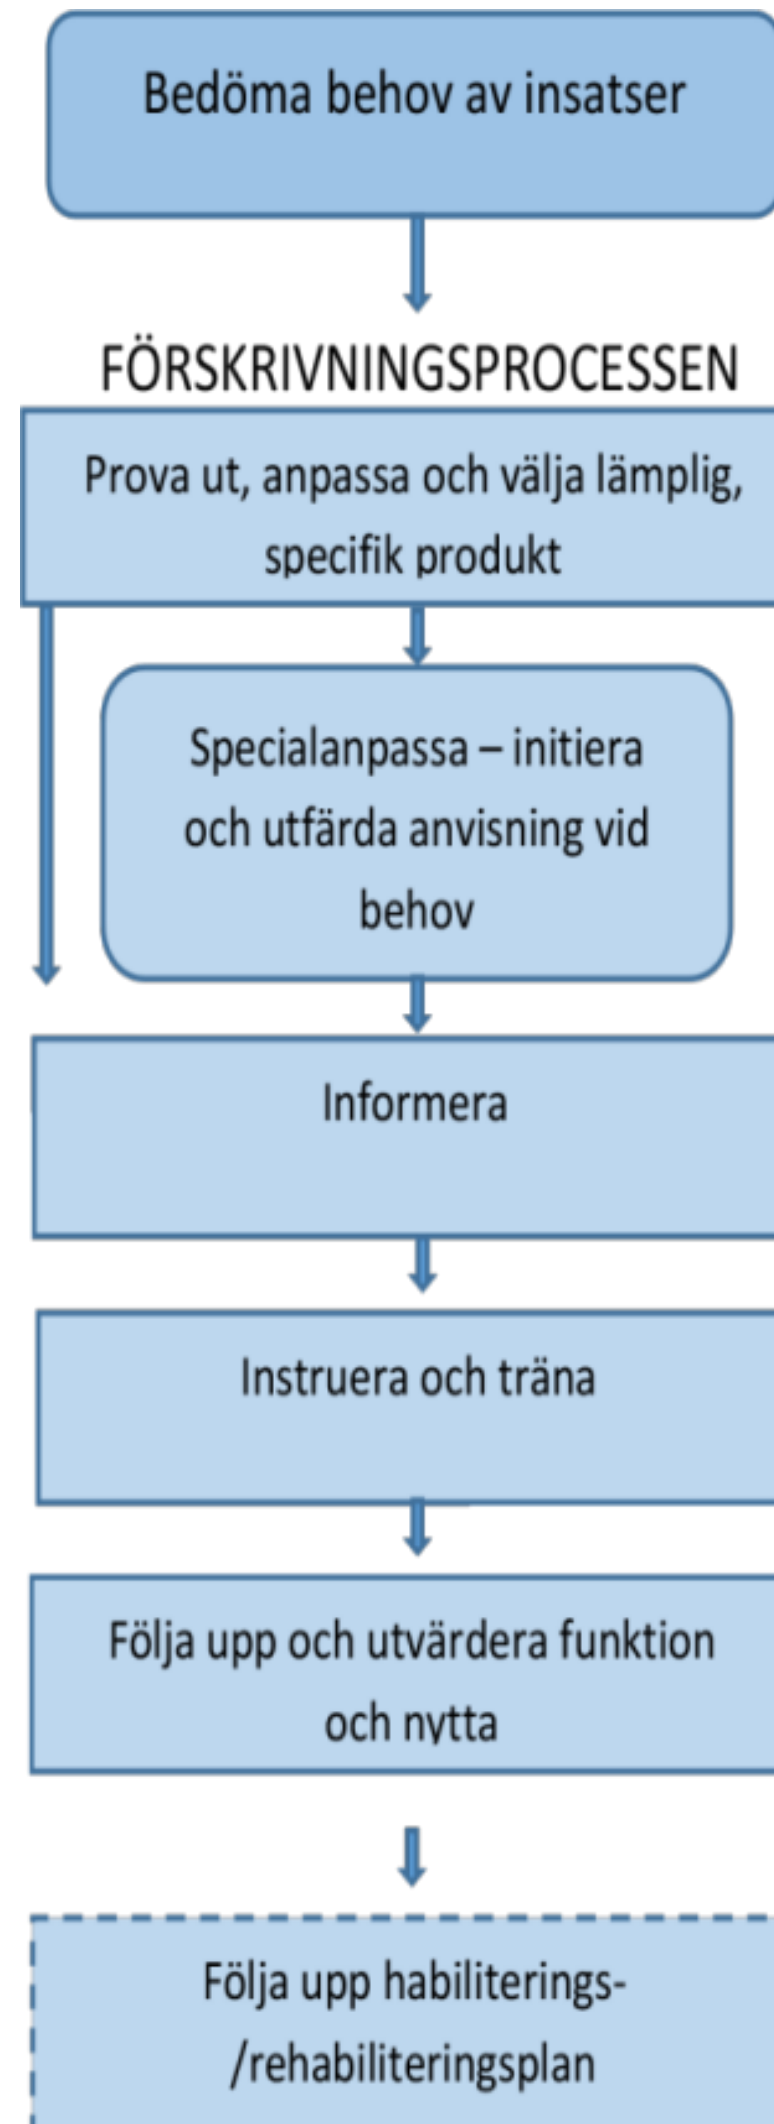 Bedöma behov av insatser
FÖRSKRIVNINGSPROCESSEN
Prova ut, anpassa och välja lämplig,
specifik produkt
Specialanpassa – initiera
och utfärda anvisning vid
behov
Informera
Instruera och träna
Följa upp och utvärdera funktion
och nytta
Följa upp habiliterings-
/rehabiliteringsplan